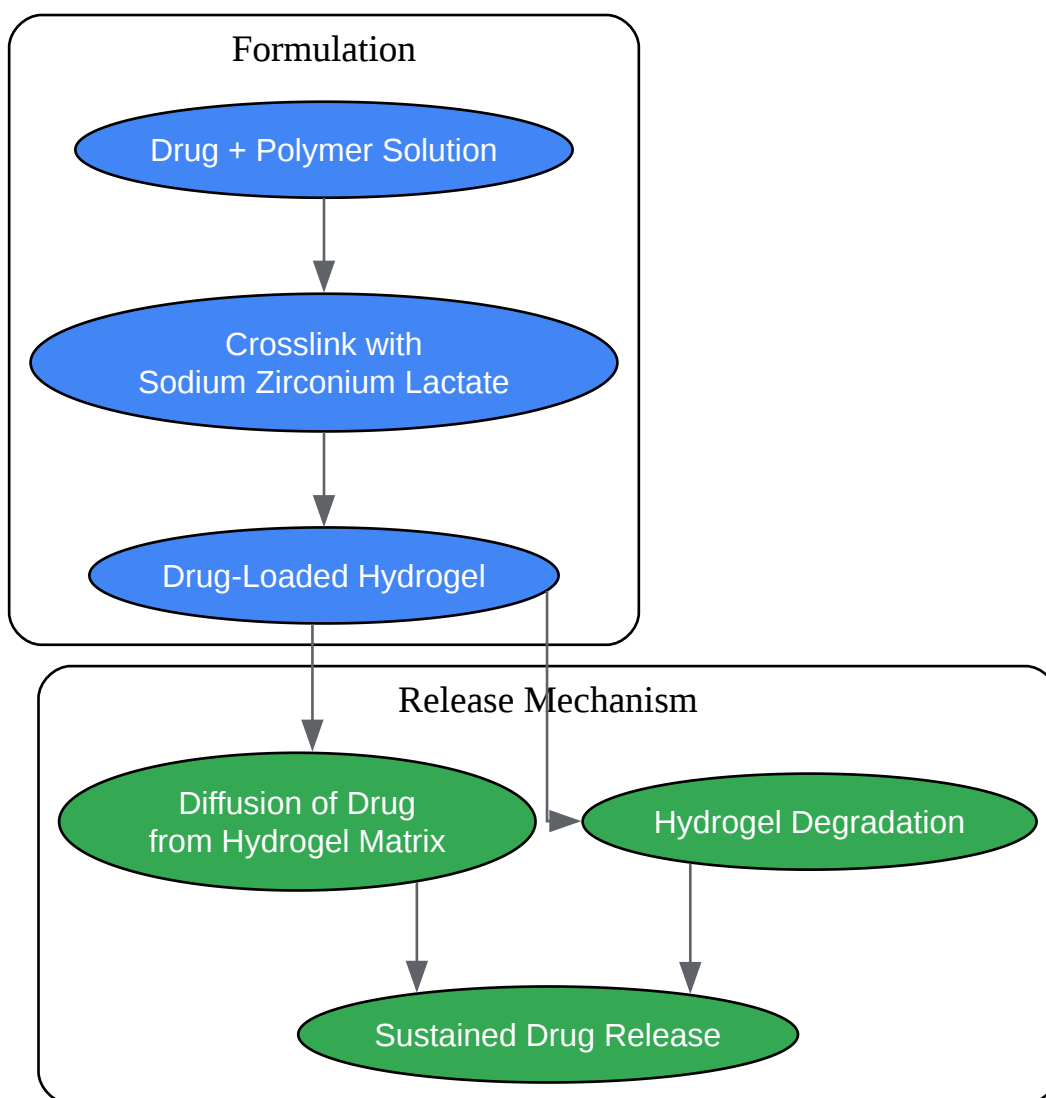 Formulation
Drug + Polymer Solution
Crosslink with
Sodium Zirconium Lactate
Drug-Loaded Hydrogel
Release Mechanism
Diffusion of Drug
from Hydrogel Matrix
Hydrogel Degradation
Sustained Drug Release